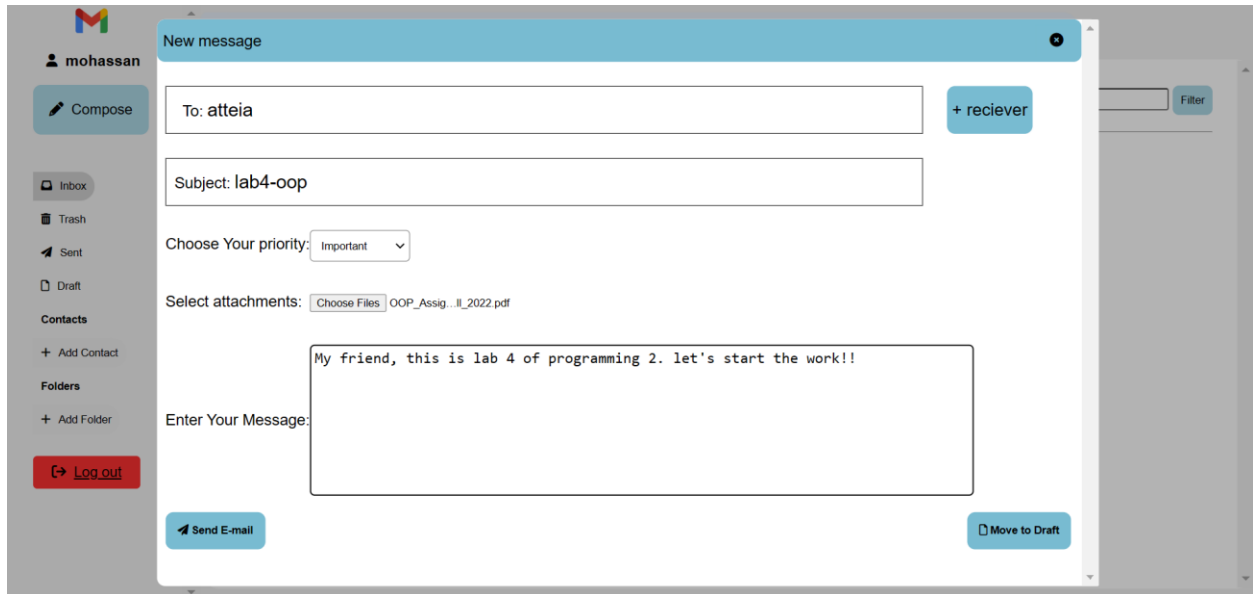 mohassan
Compose
Inbox
Trash
Sent
Draft
Contacts
+ Add Contact
Folders
+ Add Folder
Log out
New message
To: atteia
+ reciever
Subject: lab4-oop
Choose Your priority: Important
Select attachments: Choose Files OOP_Assig...II_2022.pdf
Enter Your Message: My friend, this is lab 4 of programming 2. let's start the work!!
Send E-mail
Move to Draft
Filter